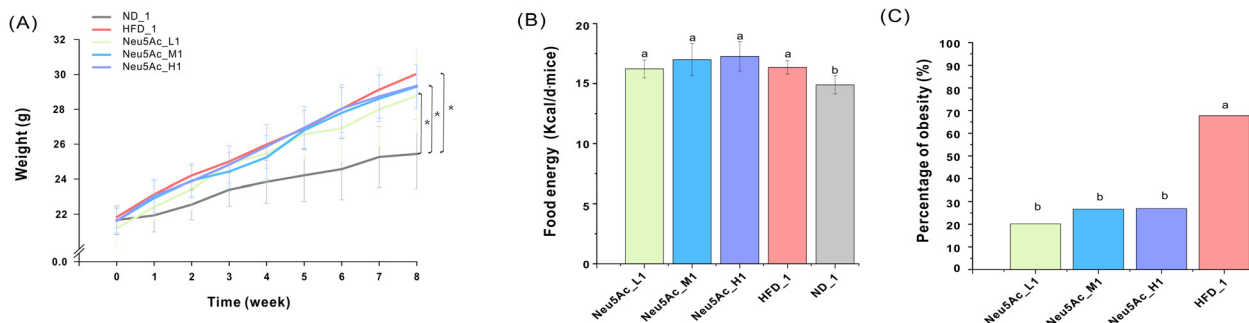 (A)
ND_1
HFD_1
Neu5Ac_L1
Neu5Ac_M1
Neu5Ac_H1
Weight (g)
32
30
28
26
24
22
0.0
* * *
0 1 2 3 4 5 6 7 8
Time (week)
(B)
Food energy (Kcal/d·mice)
20
15
10
5
0
a a a a b
Neu5Ac_L1 Neu5Ac_M1 Neu5Ac_H1 HFD_1 ND_1
(C)
Percentage of obesity (%)
100
90
80
70
60
50
40
30
20
10
0
b b b a
Neu5Ac_L1 Neu5Ac_M1 Neu5Ac_H1 HFD_1